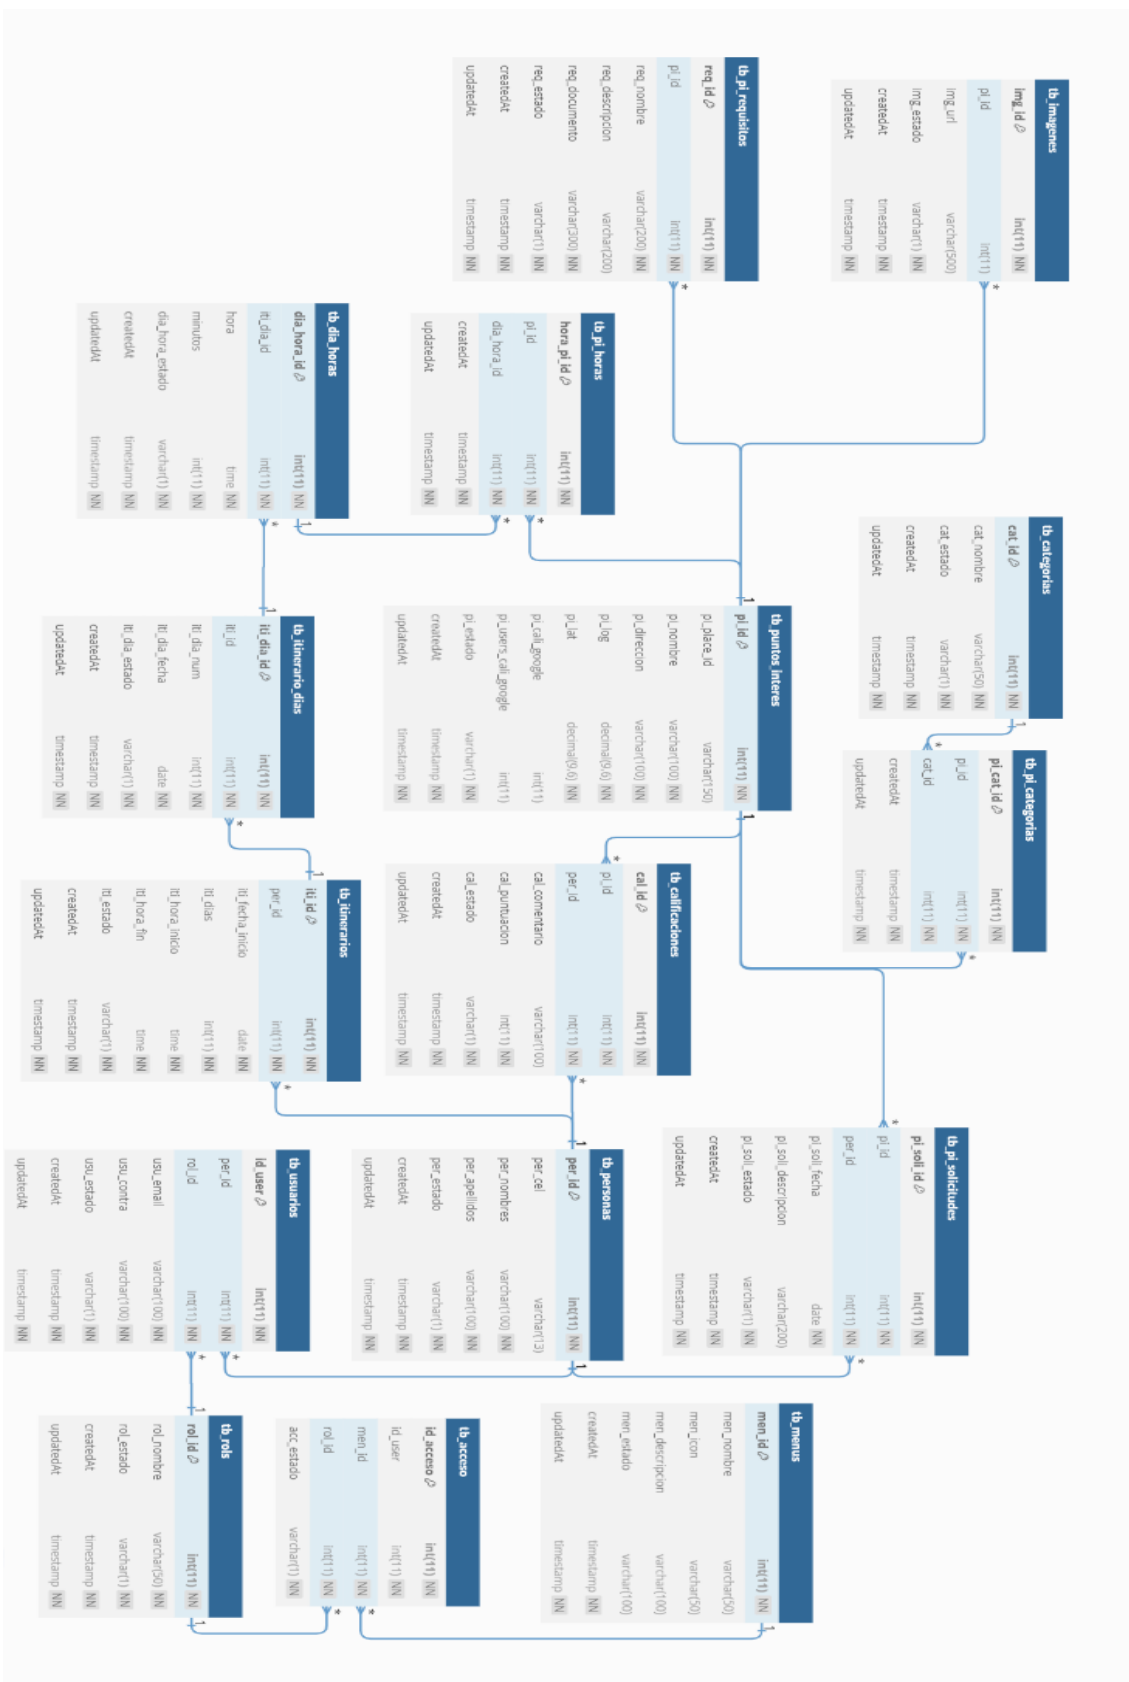 tb_imagenes
img_id int(11) NN
pi_id int(11)
img_url varchar(500)
img_estado varchar(1) NN
createdAt timestamp NN
updatedAt timestamp NN
*
tb_pi_requisitos
req_id int(11) NN
pi_id int(11) NN
req_nombre varchar(200) NN
req_descripcion varchar(200)
req_documento varchar(300) NN
req_estado varchar(1) NN
createdAt timestamp NN
updatedAt timestamp NN
*
tb_pi_horas
hora_pi_id int(11) NN
pi_id int(11) NN
dia_hora_id int(11) NN
createdAt timestamp NN
updatedAt timestamp NN
*
*
tb_dia_horas
dia_hora_id int(11) NN
iti_dia_id int(11) NN
hora time NN
minutos int(11) NN
dia_hora_estado varchar(1) NN
createdAt timestamp NN
updatedAt timestamp NN
1
*
tb_categorias
cat_id int(11) NN
cat_nombre varchar(50) NN
cat_estado varchar(1) NN
createdAt timestamp NN
updatedAt timestamp NN
1
*
tb_pi_categorias
pi_cat_id int(11) NN
pi_id int(11) NN
cat_id int(11) NN
createdAt timestamp NN
updatedAt timestamp NN
*
1
tb_puntos_interes
pi_id int(11) NN
pi_place_id varchar(150)
pi_nombre varchar(100) NN
pi_direccion varchar(100) NN
pi_log decimal(9,6) NN
pi_lat decimal(9,6) NN
pi_cali_google int(11)
pi_users_cali_google int(11)
pi_estado varchar(1) NN
createdAt timestamp NN
updatedAt timestamp NN
1
1
tb_itinerario_dias
iti_dia_id int(11) NN
iti_id int(11) NN
iti_dia_num int(11) NN
iti_dia_fecha date NN
iti_dia_estado varchar(1) NN
createdAt timestamp NN
updatedAt timestamp NN
*
*
tb_calificaciones
cal_id int(11) NN
pi_id int(11) NN
per_id int(11) NN
cal_comentario varchar(100)
cal_puntuacion int(11) NN
cal_estado varchar(1) NN
createdAt timestamp NN
updatedAt timestamp NN
*
1
tb_itinerarios
iti_id int(11) NN
per_id int(11) NN
iti_fecha_inicio date NN
iti_dias int(11) NN
iti_hora_inicio time NN
iti_hora_fin time NN
iti_estado varchar(1) NN
createdAt timestamp NN
updatedAt timestamp NN
*
*
tb_pi_solicitudes
pi_soli_id int(11) NN
pi_id int(11) NN
per_id int(11) NN
pi_soli_fecha date NN
pi_soli_descripcion varchar(200)
pi_soli_estado varchar(1) NN
createdAt timestamp NN
updatedAt timestamp NN
*
1
tb_personas
per_id int(11) NN
per_cel varchar(13)
per_nombres varchar(100) NN
per_apellidos varchar(100) NN
per_estado varchar(1) NN
createdAt timestamp NN
updatedAt timestamp NN
1
tb_usuarios
id_user int(11) NN
per_id int(11) NN
rol_id int(11) NN
usu_email varchar(100) NN
usu_contra varchar(100) NN
usu_estado varchar(1) NN
createdAt timestamp NN
updatedAt timestamp NN
*
*
tb_menus
men_id int(11) NN
men_nombre varchar(50) NN
men_icon varchar(50) NN
men_descripcion varchar(100) NN
men_estado varchar(100) NN
createdAt timestamp NN
updatedAt timestamp NN
1
tb_acceso
id_acceso int(11) NN
id_user int(11) NN
men_id int(11) NN
rol_id int(11) NN
acc_estado varchar(1) NN
*
*
1
tb_rols
rol_id int(11) NN
rol_nombre varchar(50) NN
rol_estado varchar(1) NN
createdAt timestamp NN
updatedAt timestamp NN
1